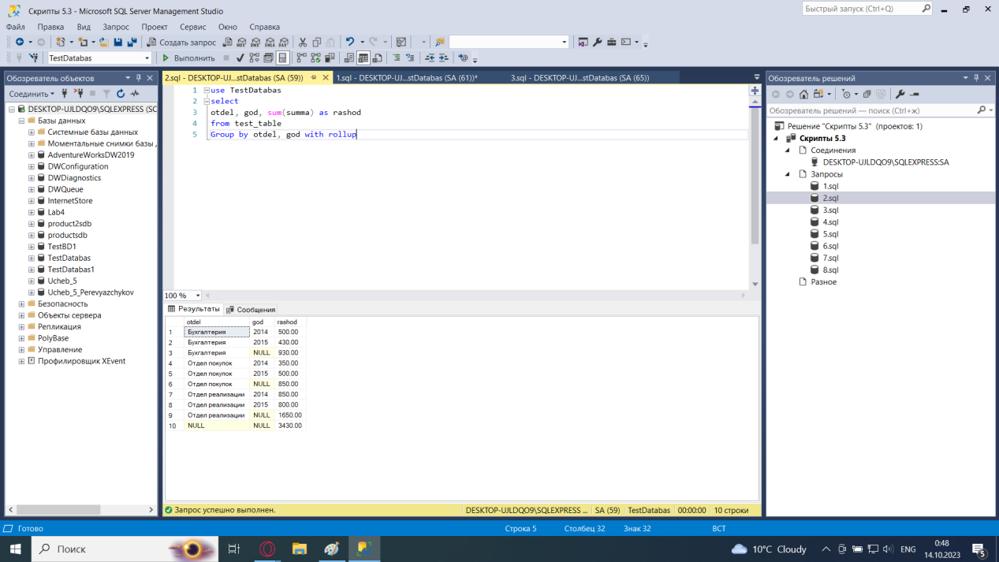 Скрипты 5.3 - Microsoft SQL Server Management Studio
Быстрый запуск (Ctrl+Q)
Файл Правка Вид Запрос Проект Сервис Окно Справка
Создать запрос
MDX DMX XMLA DAX
TestDatabas
Выполнить
Обозреватель объектов
Соединить
DESKTOP-UJLDQO9\SQLEXPRESS (SC
Базы данных
Системные базы данных
Моментальные снимки базы
AdventureWorksDW2019
DWConfiguration
DWDiagnostics
DWQueue
InternetStore
Lab4
product2sdb
productsdb
TestBD1
TestDatabas
TestDatabas1
Ucheb_5
Ucheb_5_Perevyazchykov
Безопасность
Объекты сервера
Репликация
PolyBase
Управление
Профилировщик XEvent
2.sql - DESKTOP-UJ...stDatabas (SA (59))
1.sql - DESKTOP-UJ...stDatabas (SA (61))*
3.sql - DESKTOP-UJ...stDatabas (SA (65))
1 use TestDatabas
2 select
3 otdel, god, sum(summa) as rashod
4 from test_table
5 Group by otdel, god with rollup
100 %
Результаты Сообщения
otdel god rashod
1 Бухгалтерия 2014 500.00
2 Бухгалтерия 2015 430.00
3 Бухгалтерия NULL 930.00
4 Отдел покупок 2014 350.00
5 Отдел покупок 2015 500.00
6 Отдел покупок NULL 850.00
7 Отдел реализации 2014 850.00
8 Отдел реализации 2015 800.00
9 Отдел реализации NULL 1650.00
10 NULL NULL 3430.00
Запрос успешно выполнен.
DESKTOP-UJLDQO9\SQLEXPRESS ... SA (59) TestDatabas 00:00:00 10 строки
Обозреватель решений
Обозреватель решений — поиск (Ctrl+ж)
Решение "Скрипты 5.3" (проектов: 1)
Скрипты 5.3
Соединения
DESKTOP-UJLDQO9\SQLEXPRESS:SA
Запросы
1.sql
2.sql
3.sql
4.sql
5.sql
6.sql
7.sql
8.sql
Разное
Готово
Строка 5 Столбец 32 Знак 32 ВСТ
Поиск
10°C Cloudy
ENG
0:48
14.10.2023
5